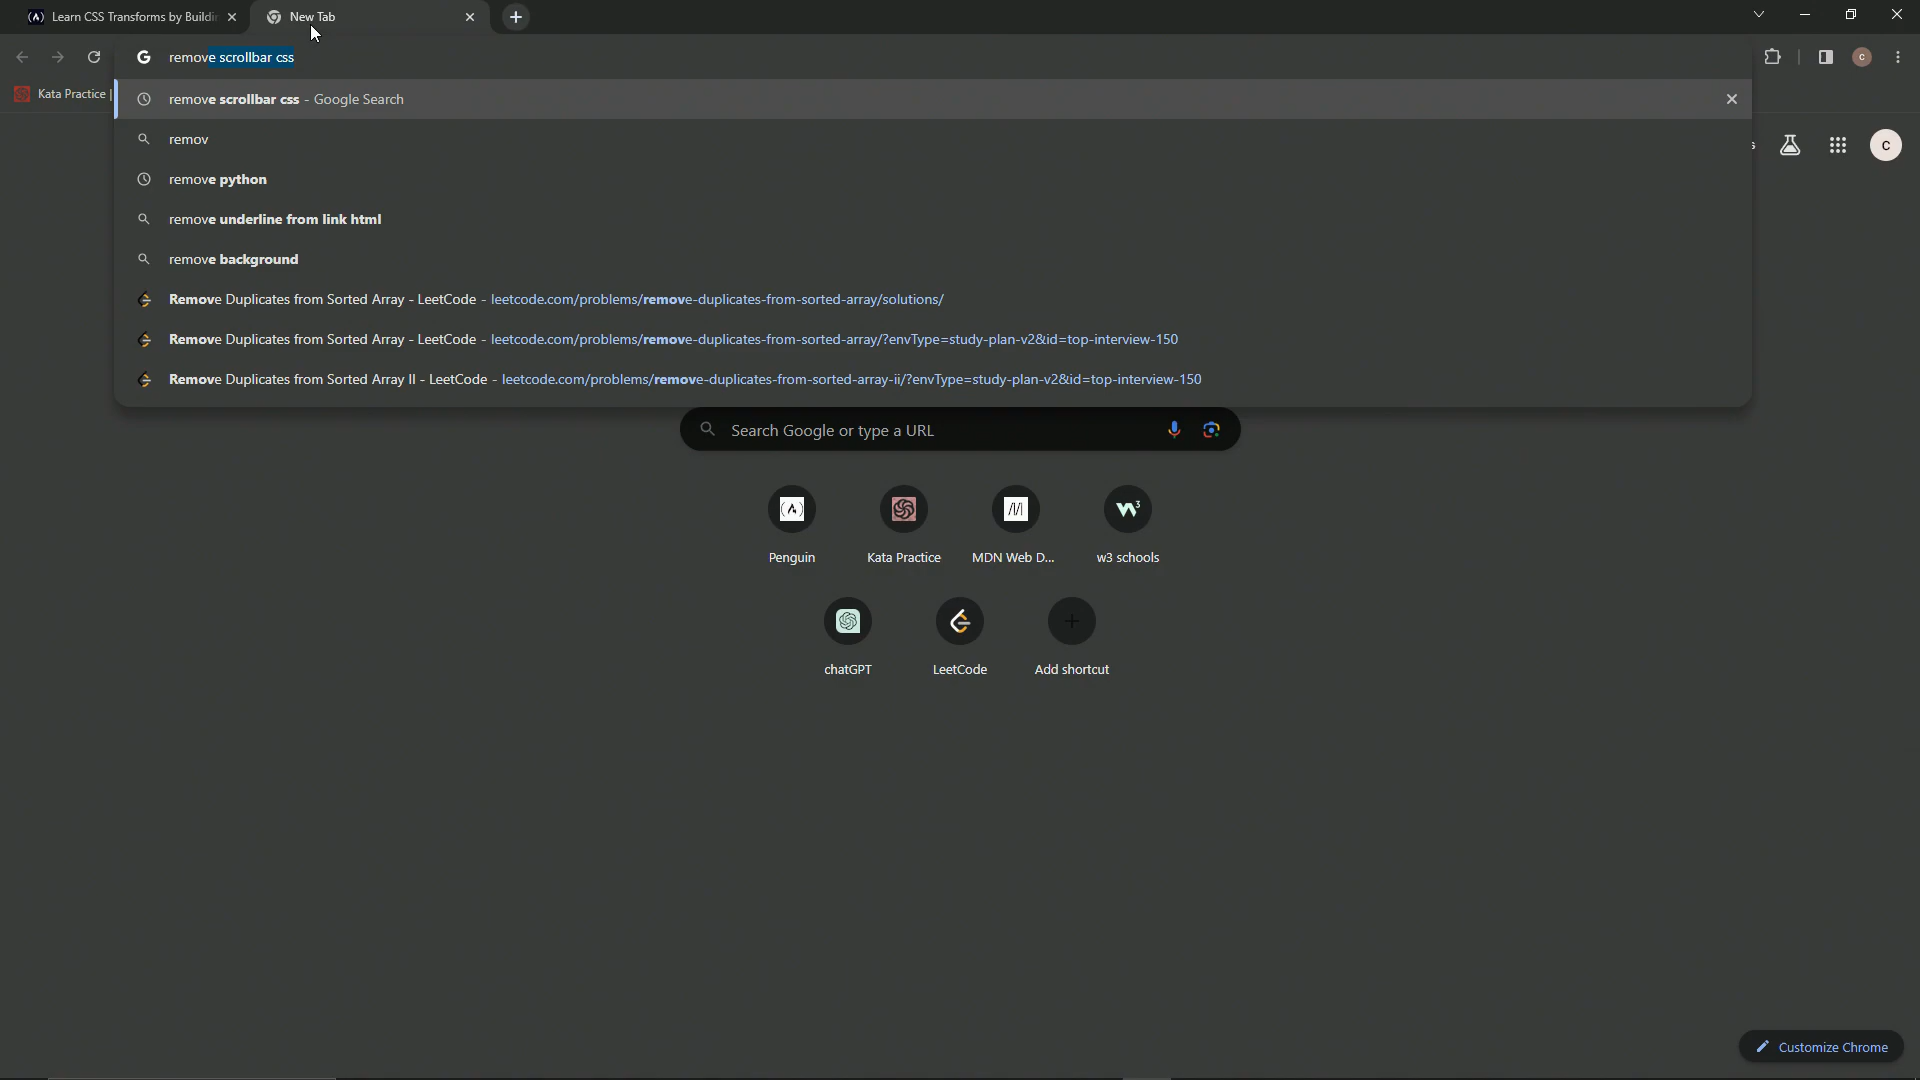 Learn CSS Transforms by Buildi
New Tab
remove scrollbar css
Kata Practice |
remove scrollbar css - Google Search
remov
remove python
remove underline from link html
remove background
Remove Duplicates from Sorted Array - LeetCode - leetcode.com/problems/remove-duplicates-from-sorted-array/solutions/
Remove Duplicates from Sorted Array - LeetCode - leetcode.com/problems/remove-duplicates-from-sorted-array/?envType=study-plan-v2&id=top-interview-150
Remove Duplicates from Sorted Array II - LeetCode - leetcode.com/problems/remove-duplicates-from-sorted-array-ii/?envType=study-plan-v2&id=top-interview-150
s
C
C
Search Google or type a URL
Penguin
Kata Practice
MDN Web D...
w3 schools
chatGPT
LeetCode
Add shortcut
Customize Chrome